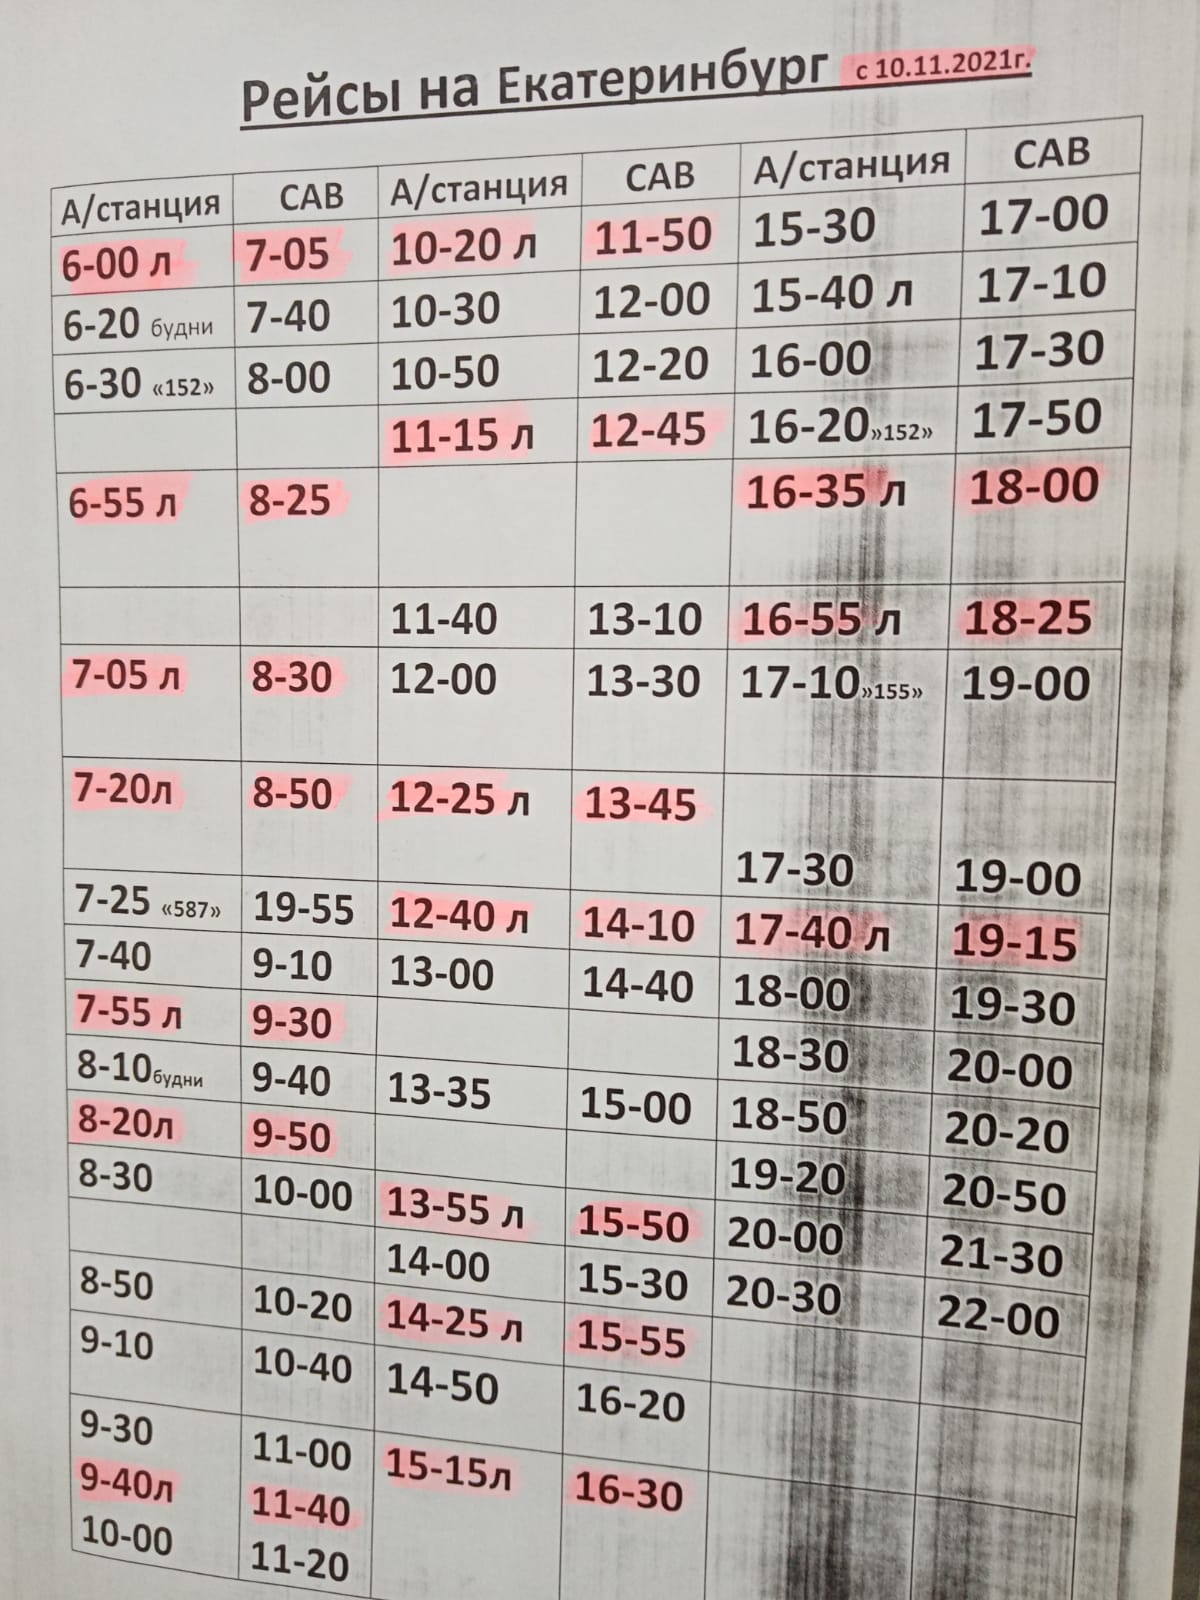 Рейсы на Екатеринбург с 10.11.2021г.
А/станция САВ А/станция САВ А/станция САВ
6-00 л 7-05 10-20 л 11-50 15-30 17-00
6-20 будни 7-40 10-30 12-00 15-40 л 17-10
6-30 «152» 8-00 10-50 12-20 16-00 17-30
11-15 л 12-45 16-20»152» 17-50
6-55 л 8-25 16-35 л 18-00
11-40 13-10 16-55 л 18-25
7-05 л 8-30 12-00 13-30 17-10»155» 19-00
7-20л 8-50 12-25 л 13-45 17-30 19-00
7-25 «587» 19-55 12-40 л 14-10 17-40 л 19-15
7-40 9-10 13-00 14-40 18-00 19-30
7-55 л 9-30 18-30 20-00
8-10будни 9-40 13-35 15-00 18-50 20-20
8-20л 9-50 19-20 20-50
8-30 10-00 13-55 л 15-50 20-00 21-30
14-00 15-30 20-30 22-00
8-50 10-20 14-25 л 15-55
9-10 10-40 14-50 16-20
9-30 11-00 15-15л 16-30
9-40л 11-40
10-00 11-20